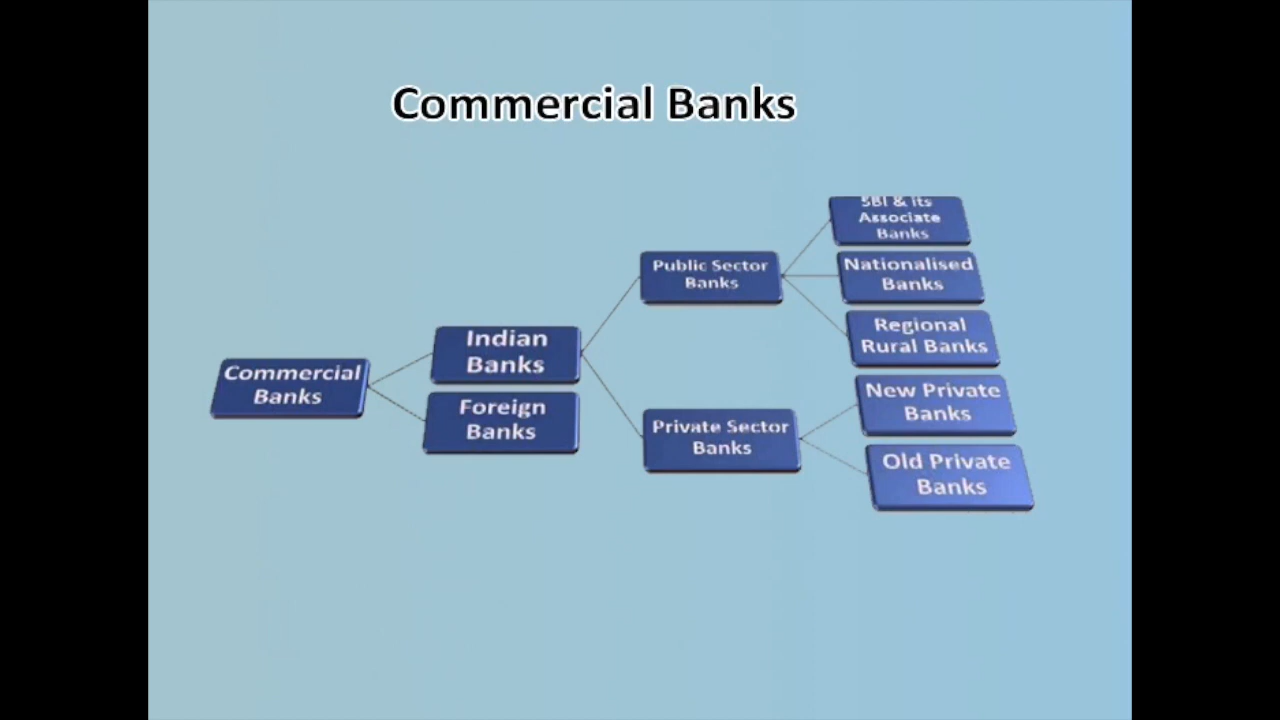 Commercial Banks
Commercial
Banks
Indian
Banks
Foreign
Banks
Public Sector
Banks
Private Sector
Banks
SBI & its
Associate
Banks
Nationalised
Banks
Regional
Rural Banks
New Private
Banks
Old Private
Banks